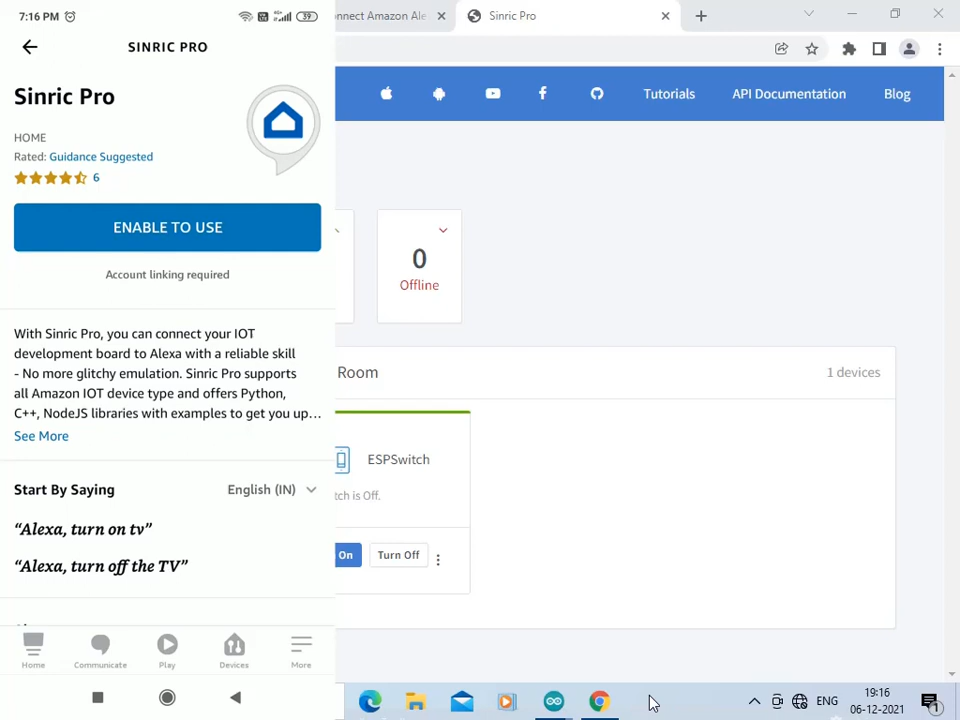 7:16 PM
39
SINRIC PRO
Sinric Pro
HOME
Rated: Guidance Suggested
6
ENABLE TO USE
Account linking required
With Sinric Pro, you can connect your IOT
development board to Alexa with a reliable skill
- No more glitchy emulation. Sinric Pro supports
all Amazon IOT device type and offers Python,
C++, NodeJS libraries with examples to get you up...
See More
Start By Saying
English (IN)
“Alexa, turn on tv”
“Alexa, turn off the TV”
Home
Communicate
Play
Devices
More
onnect Amazon Ale
Sinric Pro
Tutorials
API Documentation
Blog
0
Offline
Room
1 devices
ESPSwitch
tch is Off.
On
Turn Off
ENG
19:16
06-12-2021
1